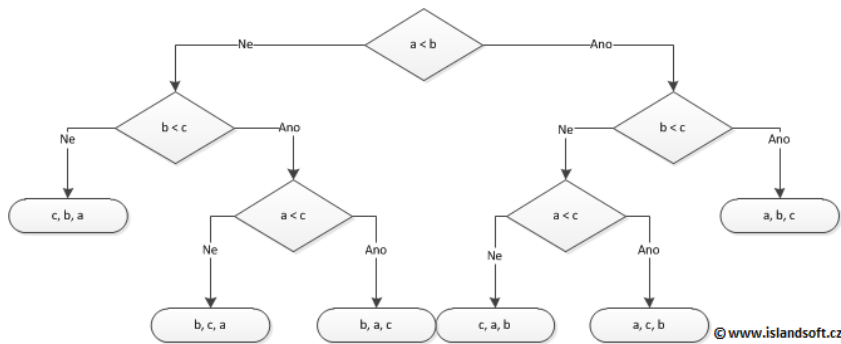 a < b
Ne
Ano
b < c
b < c
Ne
Ano
Ne
Ano
c, b, a
a < c
a < c
a, b, c
Ne
Ano
Ne
Ano
b, c, a
b, a, c
c, a, b
a, c, b
© www.islandsoft.cz